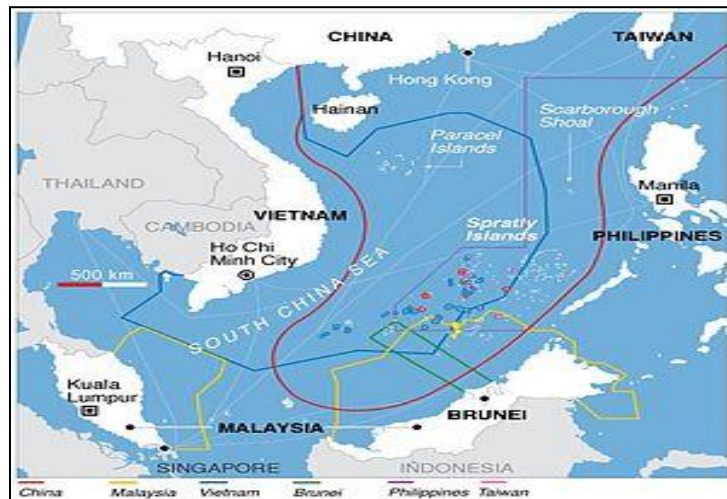 CHINA
TAIWAN
Hanoi
Hong Kong
Hainan
Scarborough
Shoal
Paracel
Islands
THAILAND
Manila
VIETNAM
CAMBODIA
Spratly
Islands
PHILIPPINES
Ho Chi
Minh City
500 km
SOUTH CHINA SEA
Kuala
Lumpur
MALAYSIA
BRUNEI
SINGAPORE
INDONESIA
China Malaysia Vietnam Brunei Philippines Taiwan